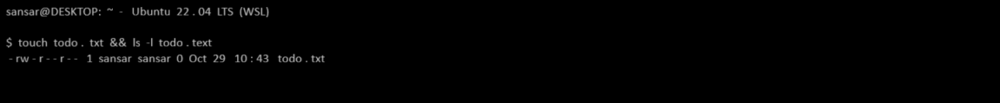 sansar@DESKTOP: ~ - Ubuntu 22.04 LTS (WSL)
$ touch todo. txt && ls -l todo.text
-rw-r--r-- 1 sansar sansar 0 Oct 29 10:43 todo.txt